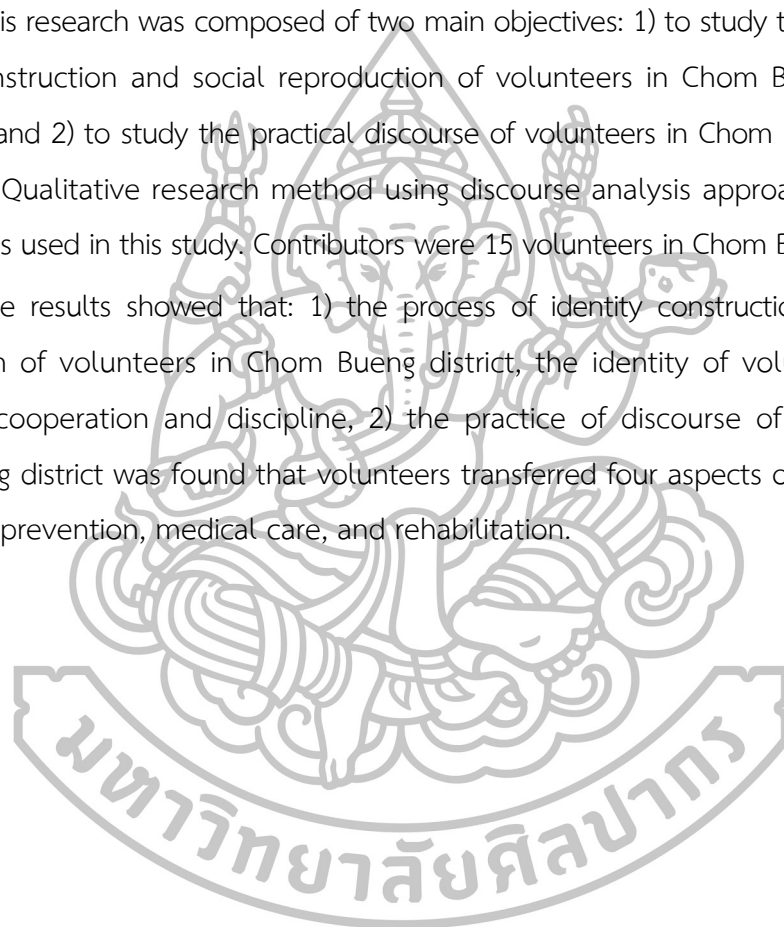 is research was composed of two main objectives: 1) to study t
nstruction and social reproduction of volunteers in Chom B
and 2) to study the practical discourse of volunteers in Chom
Qualitative research method using discourse analysis approa
s used in this study. Contributors were 15 volunteers in Chom B
e results showed that: 1) the process of identity constructio
n of volunteers in Chom Bueng district, the identity of volu
cooperation and discipline, 2) the practice of discourse of
g district was found that volunteers transferred four aspects o
prevention, medical care, and rehabilitation.
มหาวิทยาลัยศิลปากร